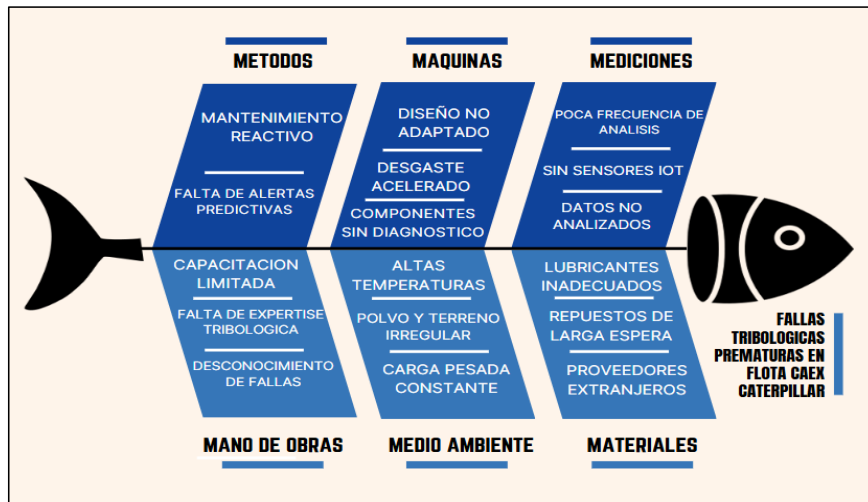 METODOS
MAQUINAS
MEDICIONES
MANTENIMIENTO
REACTIVO
FALTA DE ALERTAS
PREDICTIVAS
DISEÑO NO
ADAPTADO
DESGASTE
ACELERADO
COMPONENTES
SIN DIAGNOSTICO
POCA FRECUENCIA DE
ANALISIS
SIN SENSORES IOT
DATOS NO
ANALIZADOS
CAPACITACION
LIMITADA
FALTA DE EXPERTISE
TRIBOLOGICA
DESCONOCIMIENTO
DE FALLAS
ALTAS
TEMPERATURAS
POLVO Y TERRENO
IRREGULAR
CARGA PESADA
CONSTANTE
LUBRICANTES
INADECUADOS
REPUESTOS DE
LARGA ESPERA
PROVEEDORES
EXTRANJEROS
FALLAS
TRIBOLOGICAS
PREMATURAS EN
FLOTA CAEX
CATERPILLAR
MANO DE OBRAS
MEDIO AMBIENTE
MATERIALES